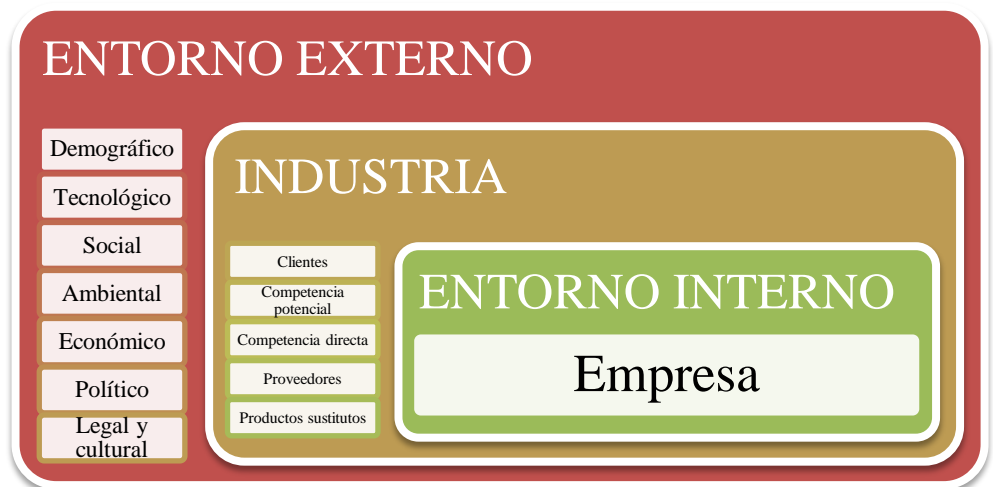 ENTORNO EXTERNO
Demográfico
Tecnológico
Social
Ambiental
Económico
Político
Legal y
cultural
INDUSTRIA
Clientes
Competencia
potencial
Competencia directa
Proveedores
Productos sustitutos
ENTORNO INTERNO
Empresa